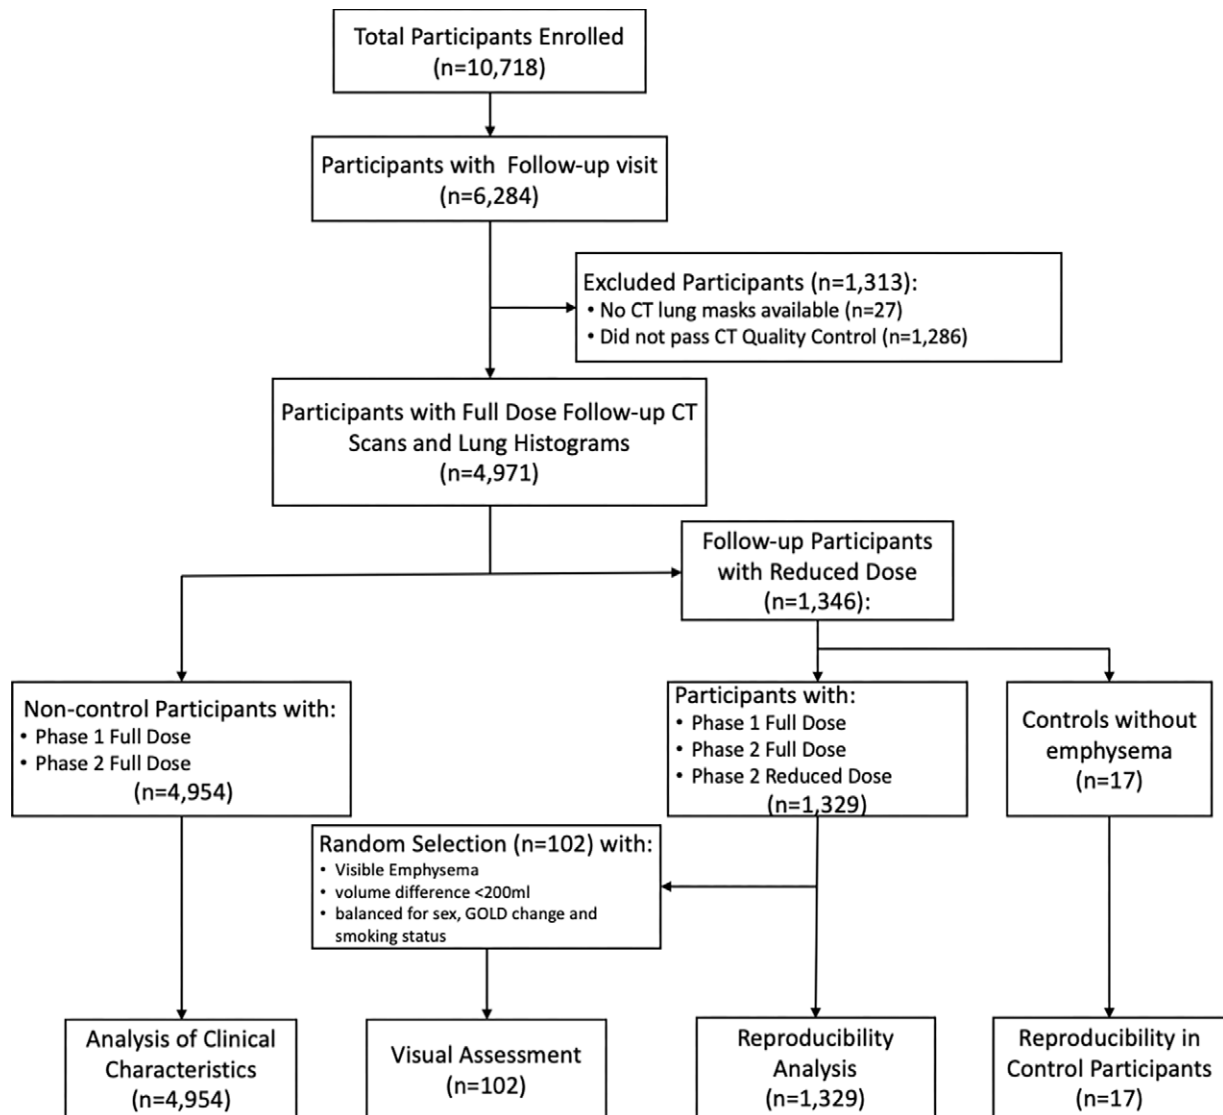 Total Participants Enrolled
(n=10,718)
Participants with Follow-up visit
(n=6,284)
Excluded Participants (n=1,313):
• No CT lung masks available (n=27)
• Did not pass CT Quality Control (n=1,286)
Participants with Full Dose Follow-up CT
Scans and Lung Histograms
(n=4,971)
Follow-up Participants
with Reduced Dose
(n=1,346):
Non-control Participants with:
• Phase 1 Full Dose
• Phase 2 Full Dose
(n=4,954)
Participants with:
• Phase 1 Full Dose
• Phase 2 Full Dose
• Phase 2 Reduced Dose
(n=1,329)
Controls without
emphysema
(n=17)
Random Selection (n=102) with:
• Visible Emphysema
• volume difference <200ml
• balanced for sex, GOLD change and
smoking status
Analysis of Clinical
Characteristics
(n=4,954)
Visual Assessment
(n=102)
Reproducibility
Analysis
(n=1,329)
Reproducibility in
Control Participants
(n=17)